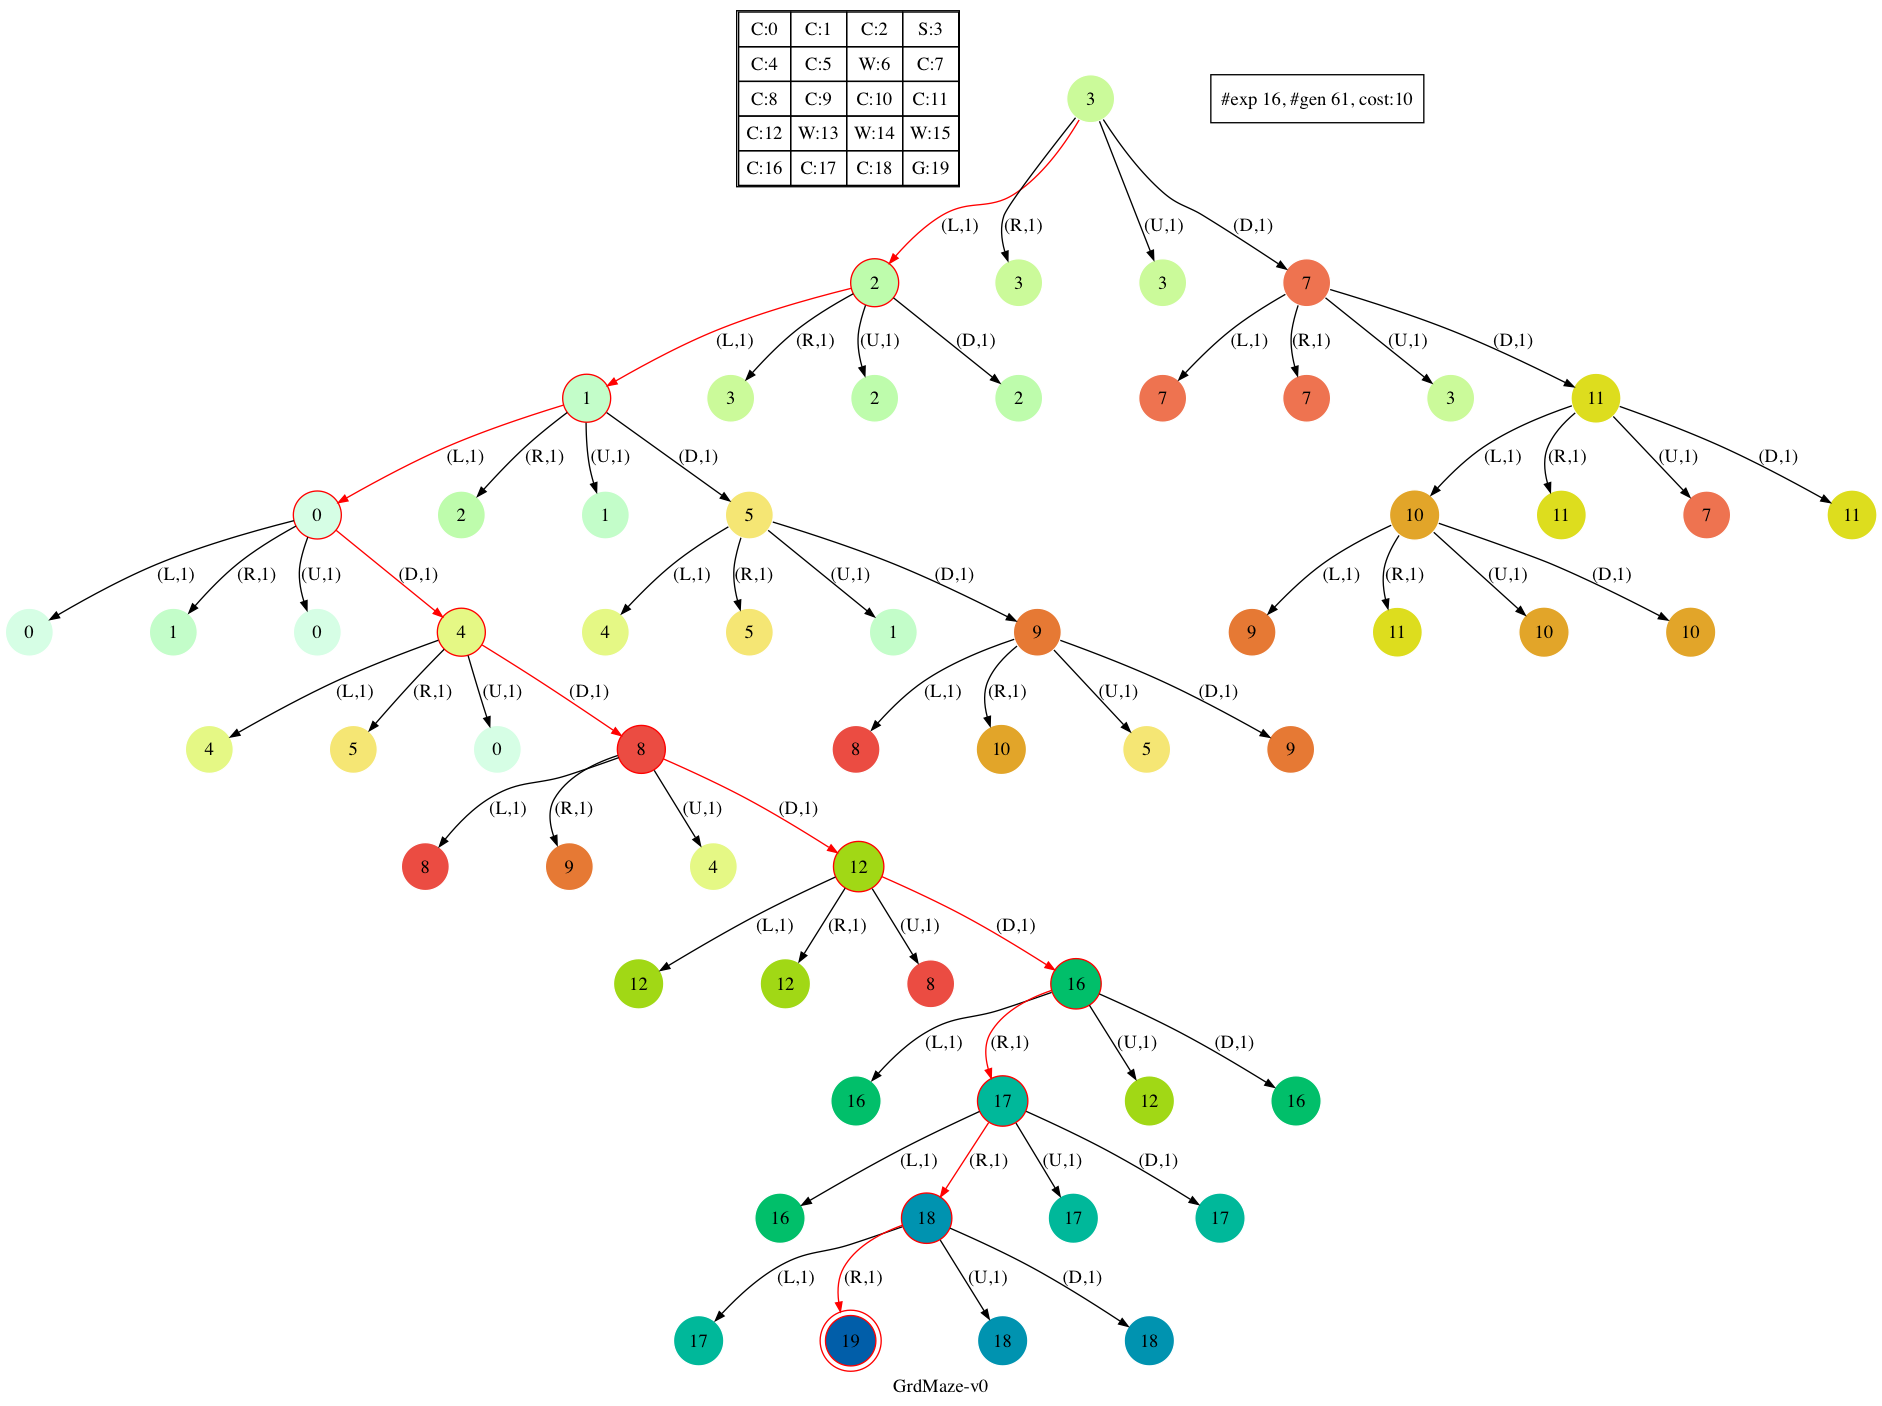 C:0 C:1 C:2 S:3
C:4 C:5 W:6 C:7
C:8 C:9 C:10 C:11
C:12 W:13 W:14 W:15
C:16 C:17 C:18 G:19
#exp 16, #gen 61, cost:10
3
(L,1) (R,1) (U,1) (D,1)
2 3 3 7
(L,1) (R,1) (U,1) (D,1) (L,1) (R,1) (U,1) (D,1)
1 3 2 2 7 7 3 11
(L,1) (R,1) (U,1) (D,1) (L,1) (R,1) (U,1) (D,1)
0 2 1 5 10 11 7 11
(L,1) (R,1) (U,1) (D,1) (L,1) (R,1) (U,1) (D,1) (L,1) (R,1) (U,1) (D,1)
0 1 0 4 4 5 1 9 9 11 10 10
(L,1) (R,1) (U,1) (D,1) (L,1) (R,1) (U,1) (D,1)
4 5 0 8 8 10 5 9
(L,1) (R,1) (U,1) (D,1)
8 9 4 12
(L,1) (R,1) (U,1) (D,1)
12 12 8 16
(L,1) (R,1) (U,1) (D,1)
16 17 12 16
(L,1) (R,1) (U,1) (D,1)
16 18 17 17
(L,1) (R,1) (U,1) (D,1)
17 19 18 18
GrdMaze-v0